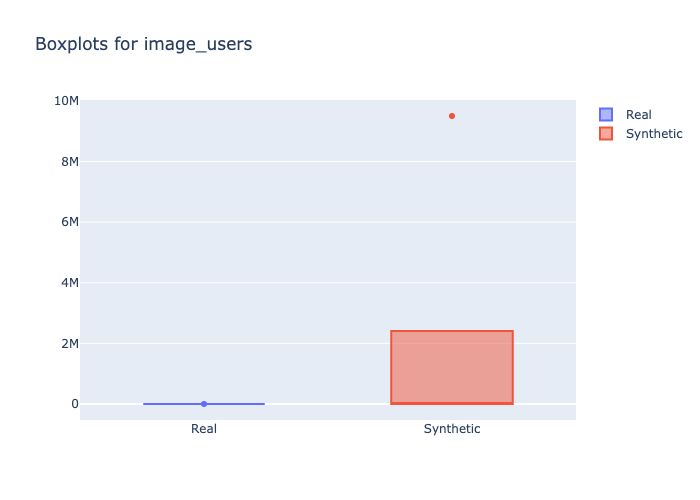 Boxplots for image_users
10M
8M
6M
4M
2M
0
Real
Synthetic
Real
Synthetic